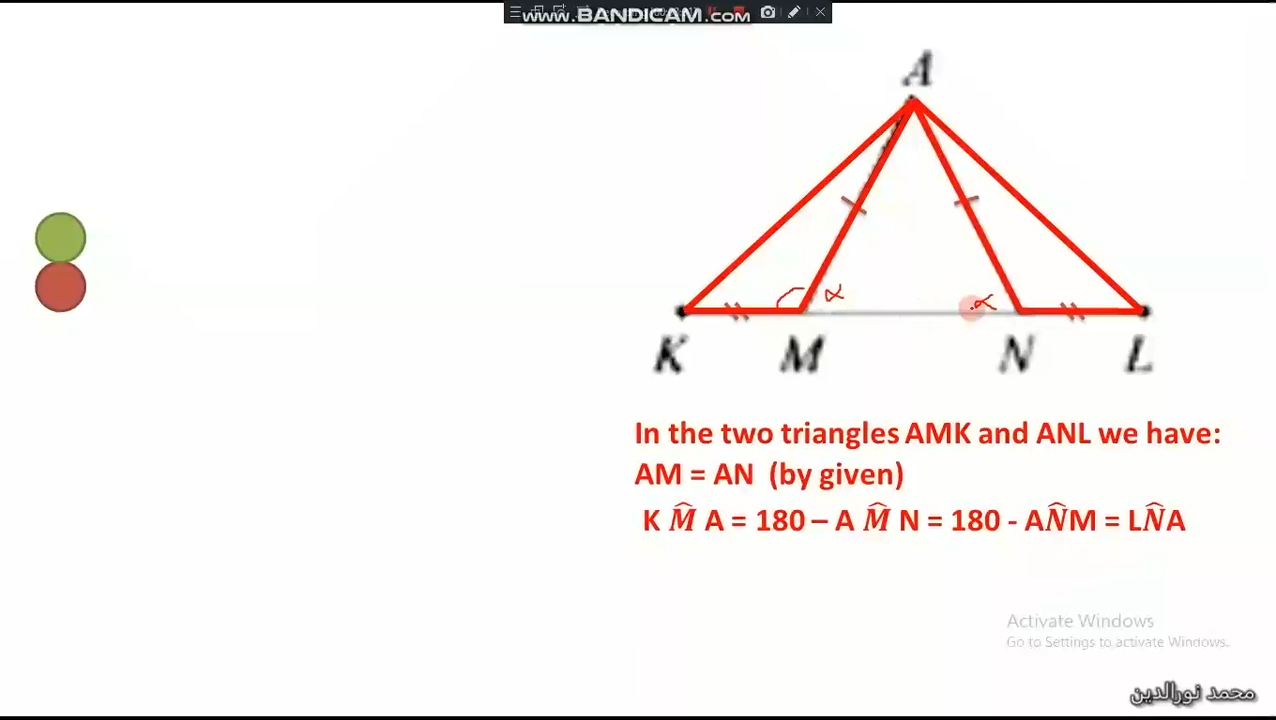 www.BANDICAM.com
A
α
α
K M N L
In the two triangles AMK and ANL we have:
AM = AN (by given)
K M̂ A = 180 – A M̂ N = 180 - AN̂M = LN̂A
Activate Windows
Go to Settings to activate Windows.
محمد نورالدين